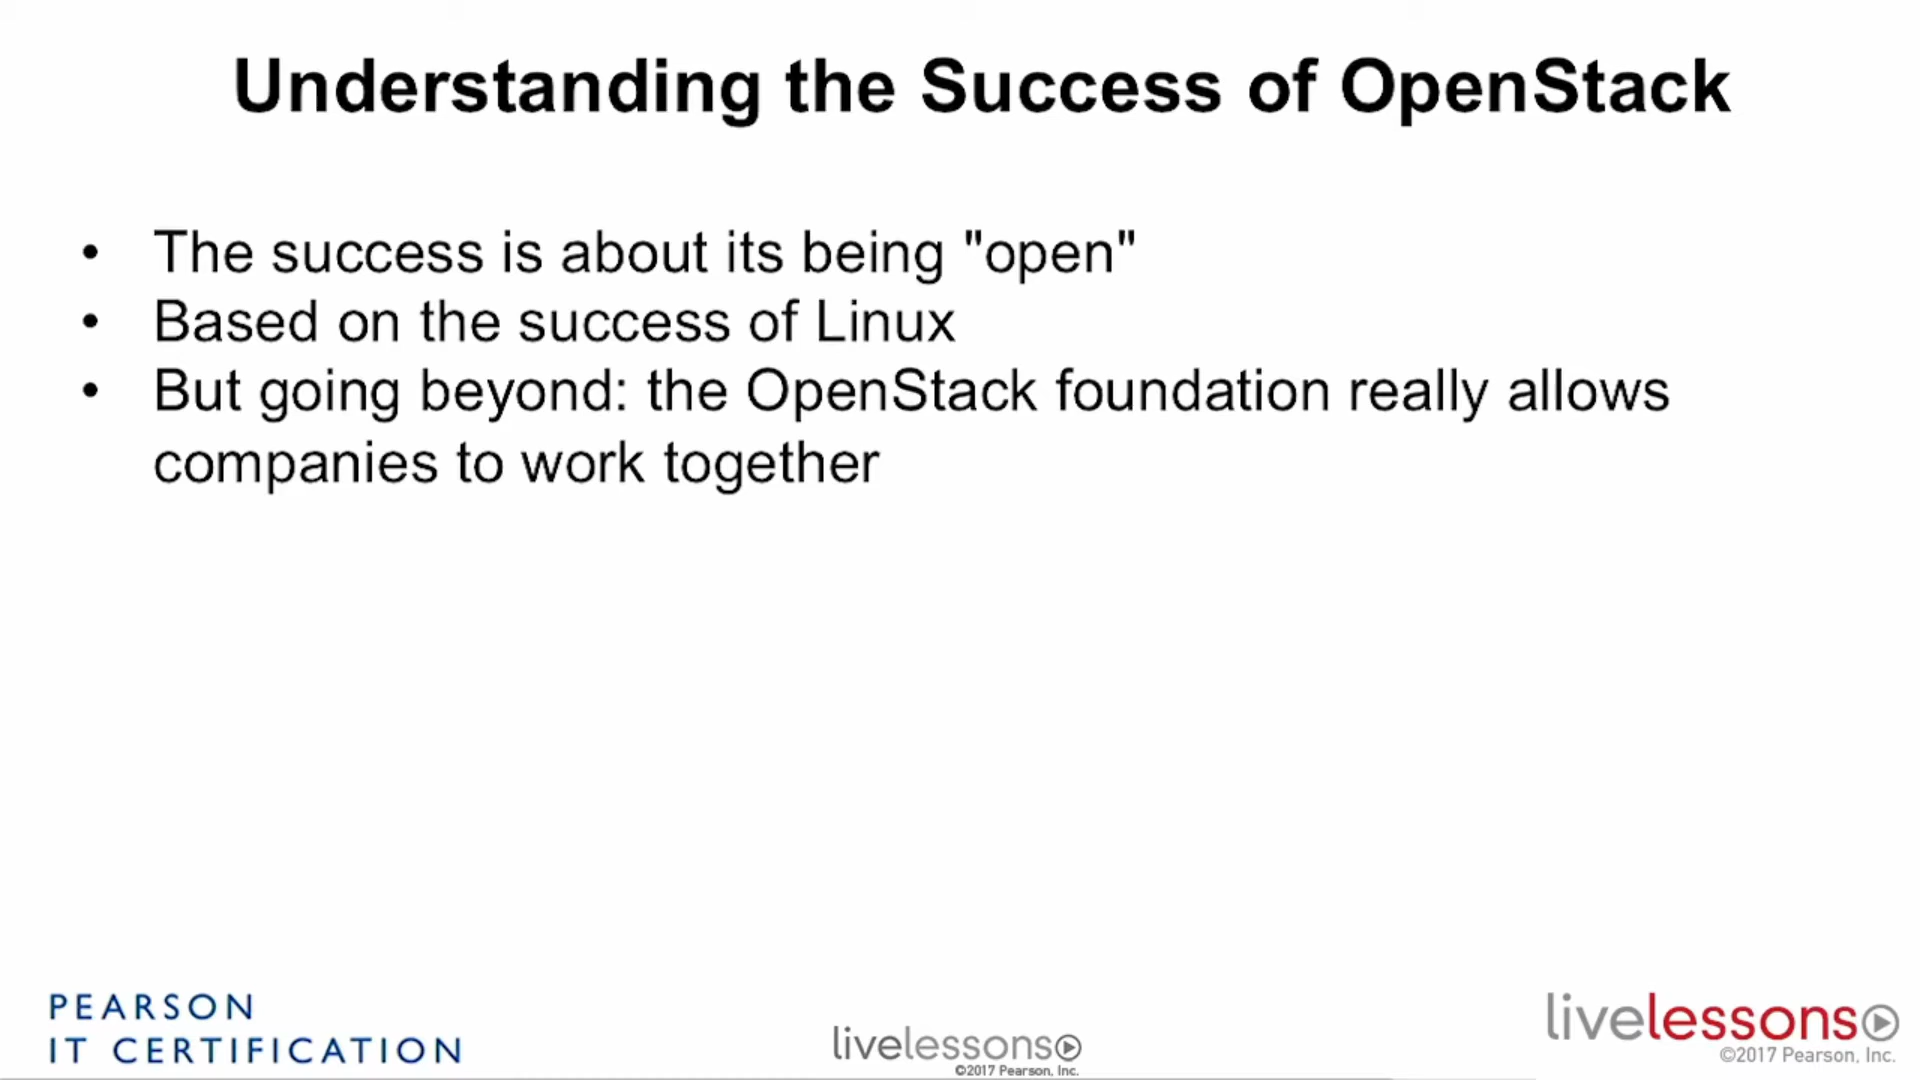 Understanding the Success of OpenStack
• The success is about its being "open"
• Based on the success of Linux
• But going beyond: the OpenStack foundation really allows
companies to work together
PEARSON
IT CERTIFICATION
livelessons
©2017 Pearson, Inc.
livelessons
©2017 Pearson, Inc.